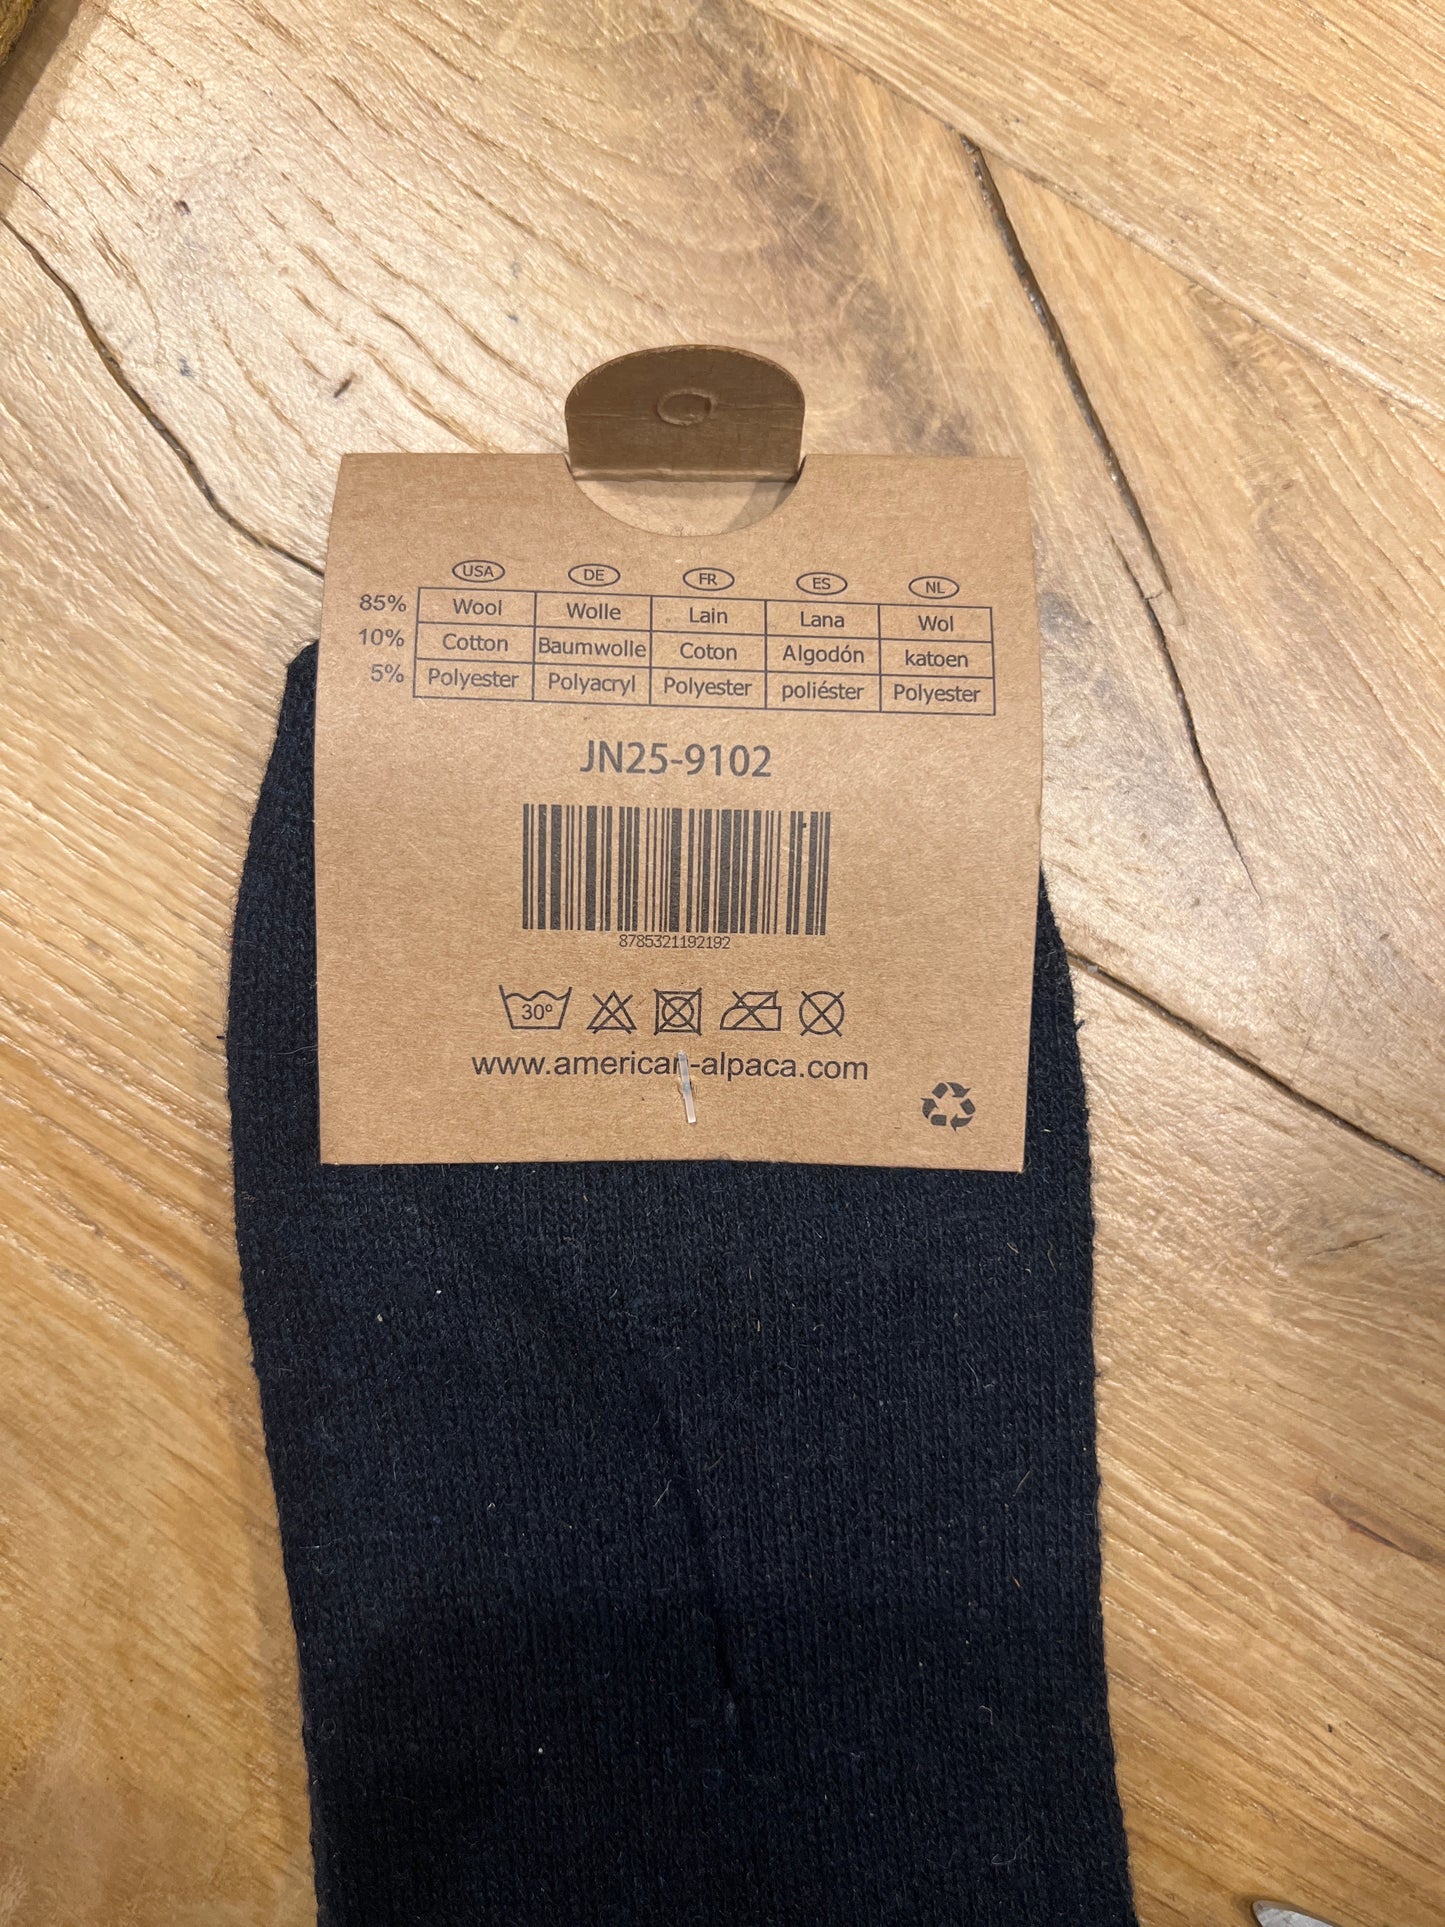 USA DE FR ES NL
85% Wool Wolle Lain Lana Wol
10% Cotton Baumwolle Coton Algodón katoen
5% Polyester Polyacryl Polyester poliéster Polyester
JN25-9102
8785321192192
30º
www.american-alpaca.com